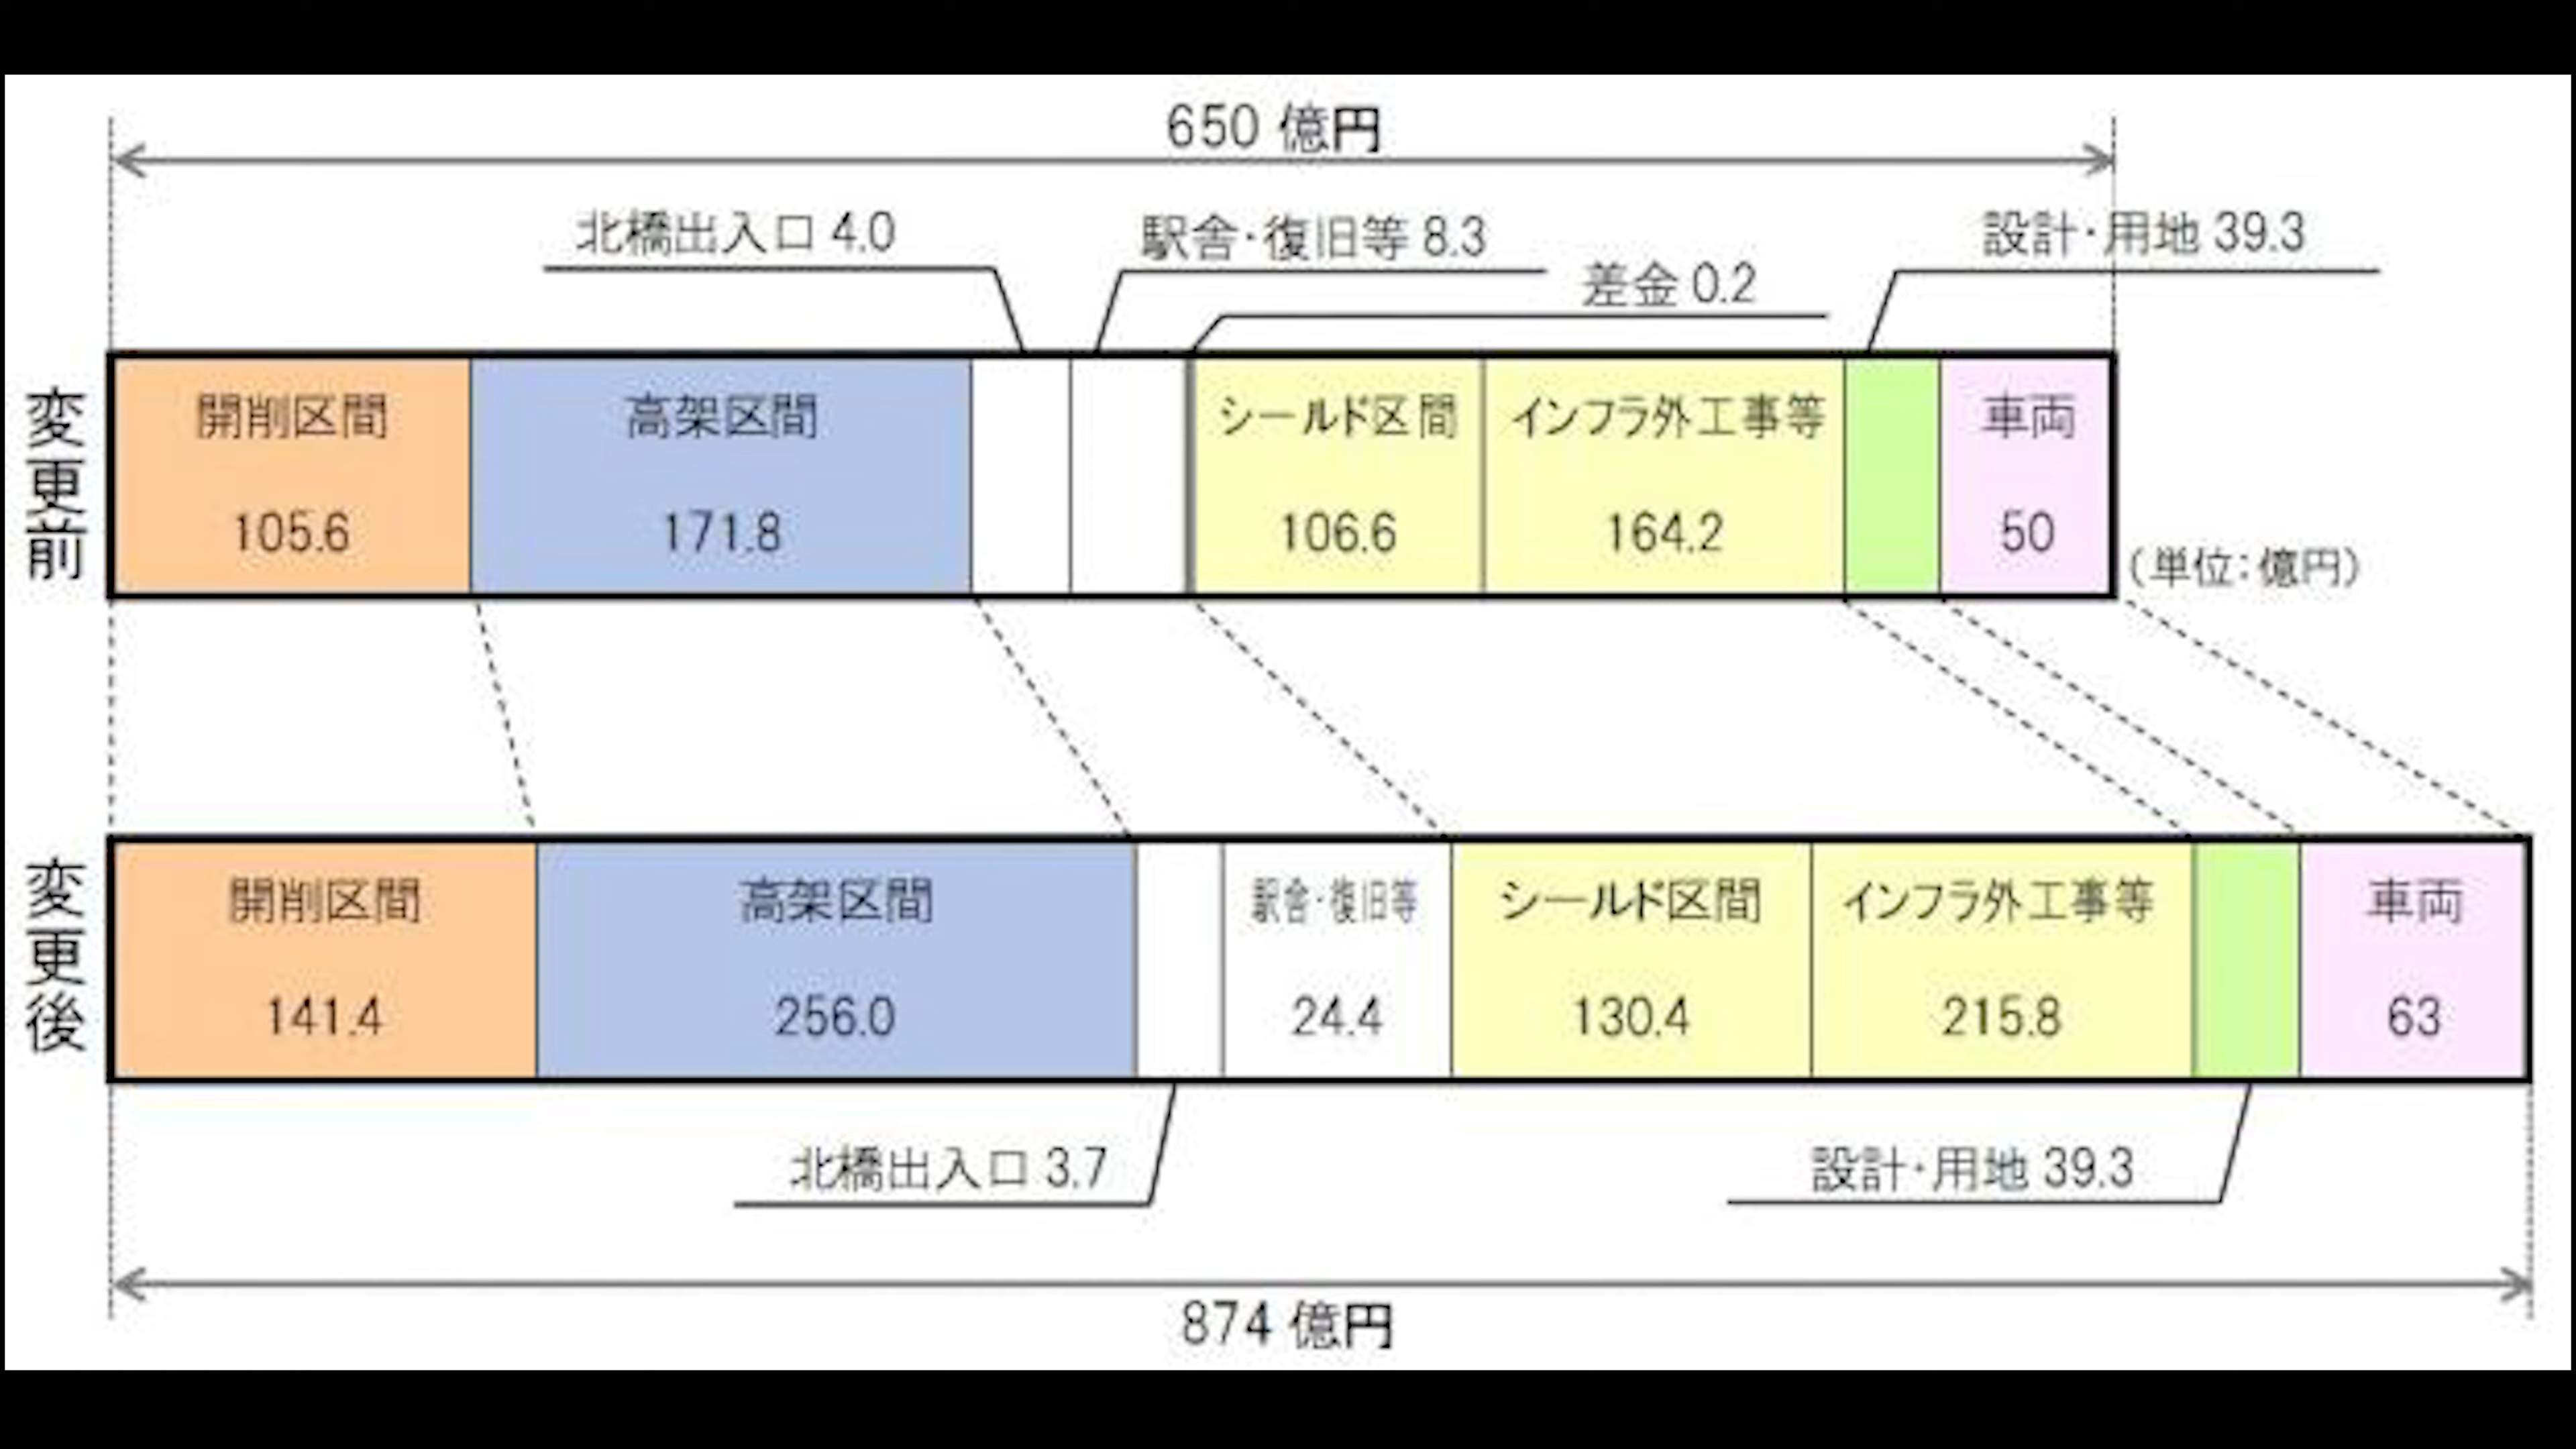 650 億円
北橋出入口 4.0
駅舎・復旧等 8.3
設計・用地 39.3
差金 0.2
変更前
開削区間
105.6
高架区間
171.8
シールド区間
106.6
インフラ外工事等
164.2
車両
50
(単位：億円)
変更後
開削区間
141.4
高架区間
256.0
駅舎・復旧等
24.4
シールド区間
130.4
インフラ外工事等
215.8
車両
63
北橋出入口 3.7
設計・用地 39.3
874 億円